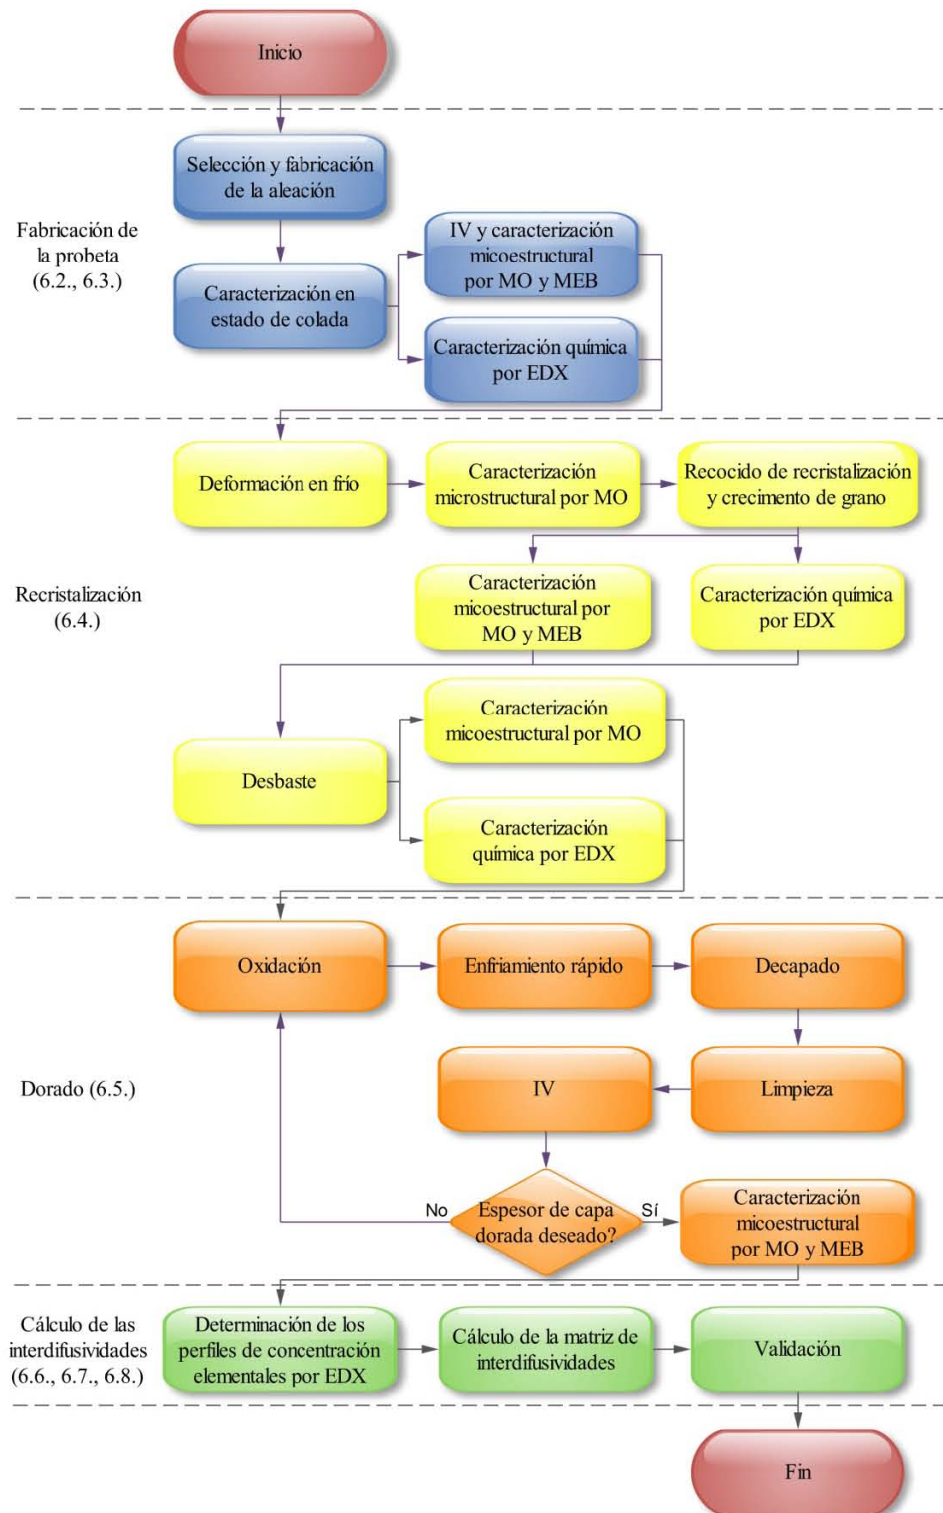 Inicio
Fabricación de
la probeta
(6.2., 6.3.)
Selección y fabricación
de la aleación
Caracterización en
estado de colada
IV y caracterización
micoestructural
por MO y MEB
Caracterización química
por EDX
Recristalización
(6.4.)
Deformación en frío
Caracterización
microstructural por MO
Recocido de recristalización
y crecimento de grano
Caracterización
micoestructural por
MO y MEB
Caracterización química
por EDX
Desbaste
Caracterización
micoestructural por MO
Caracterización
química por EDX
Dorado (6.5.)
Oxidación
Enfriamiento rápido
Decapado
Limpieza
IV
Espesor de capa
dorada deseado?
No
Sí
Caracterización
micoestructural
por MO y MEB
Cálculo de las
interdifusividades
(6.6., 6.7., 6.8.)
Determinación de los
perfiles de concentración
elementales por EDX
Cálculo de la matriz de
interdifusividades
Validación
Fin